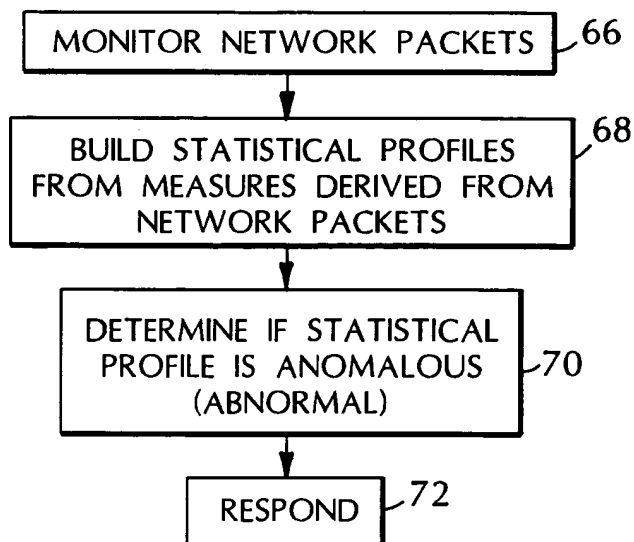 MONITOR NETWORK PACKETS
66
BUILD STATISTICAL PROFILES
FROM MEASURES DERIVED FROM
NETWORK PACKETS
68
DETERMINE IF STATISTICAL
PROFILE IS ANOMALOUS
(ABNORMAL)
70
RESPOND
72